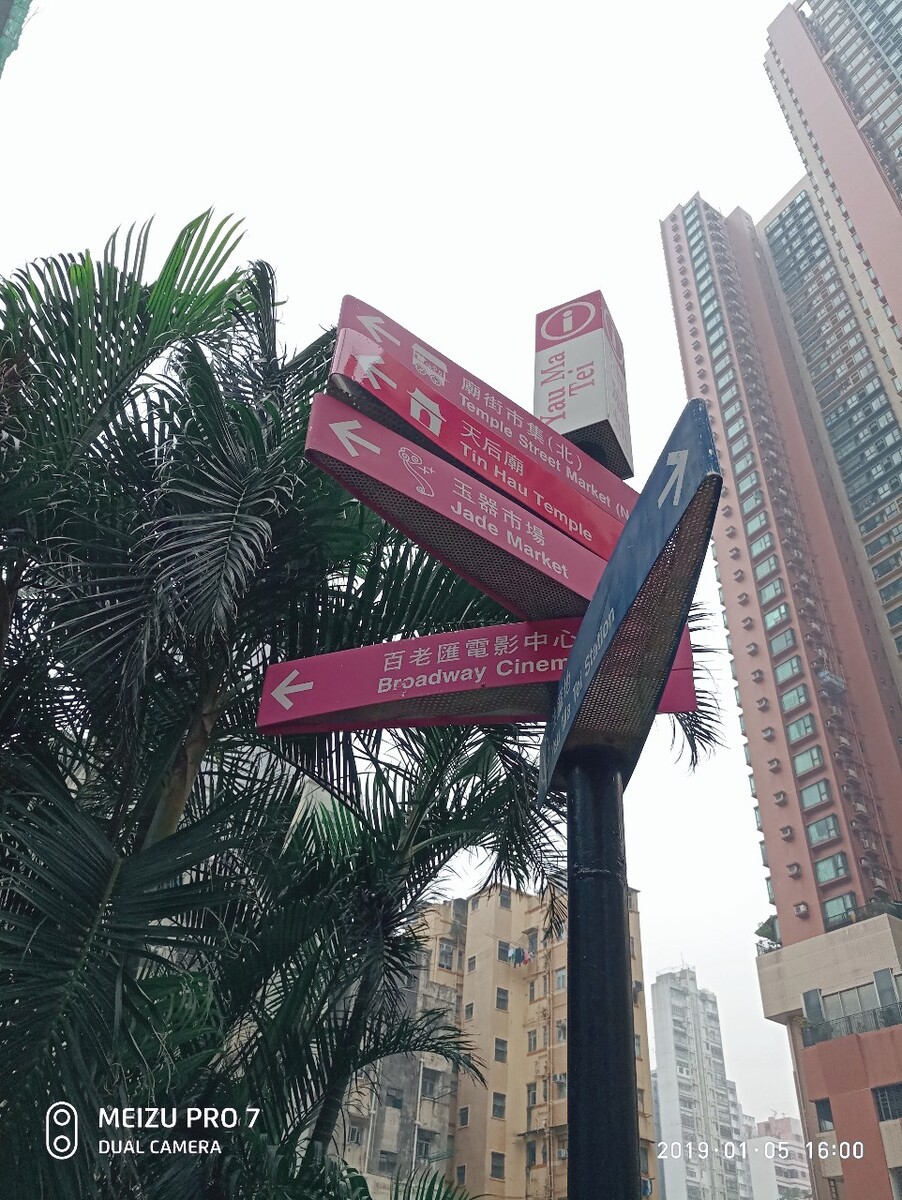 i
Yau Ma
Tei
廟街市集(北)
Temple Street Market (N
天后廟
Tin Hau Temple
玉器市場
Jade Market
百老匯電影中心
Broadway Cinem
Tei Station
MEIZU PRO 7
DUAL CAMERA
2019·01·05 16:00